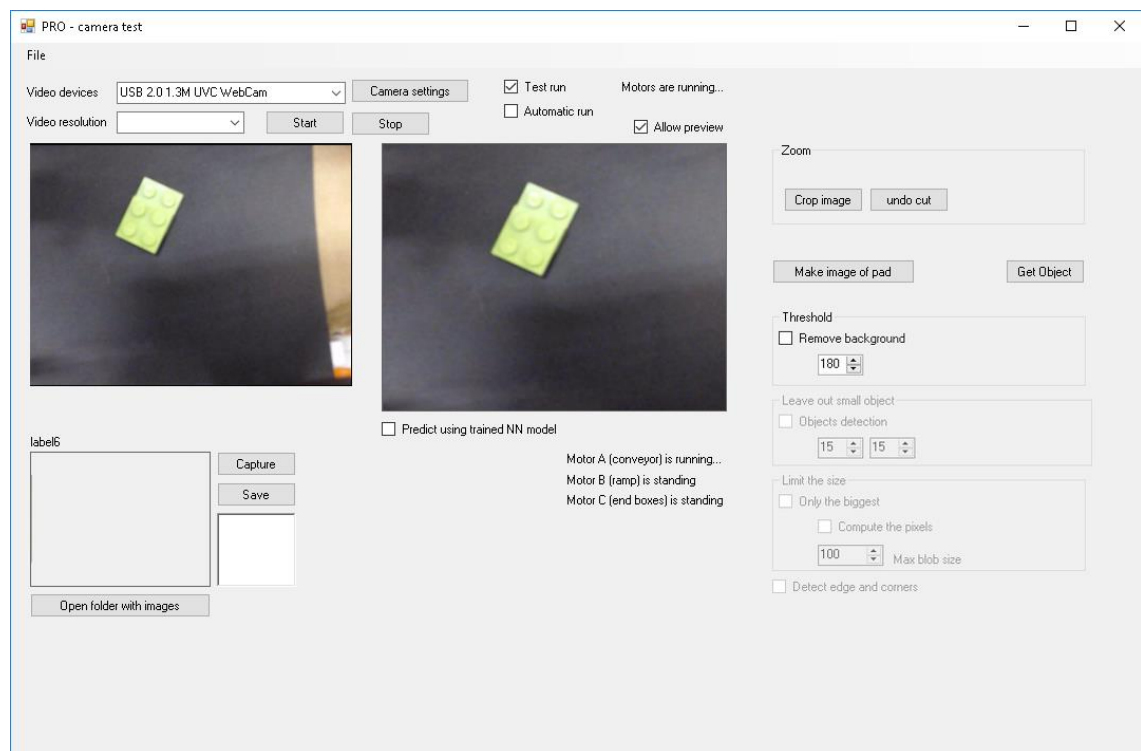 PRO - camera test
File
Video devices USB 2.0 1.3M UVC WebCam Camera settings Test run Motors are running...
Video resolution Start Stop Automatic run Allow preview
Zoom
Crop image undo cut
Make image of pad Get Object
Threshold
Remove background
180
Leave out small object
Objects detection
15 15
Predict using trained NN model
label6
Capture
Save
Open folder with images
Motor A (conveyor) is running...
Motor B (ramp) is standing
Motor C (end boxes) is standing
Limit the size
Only the biggest
Compute the pixels
100 Max blob size
Detect edge and corners